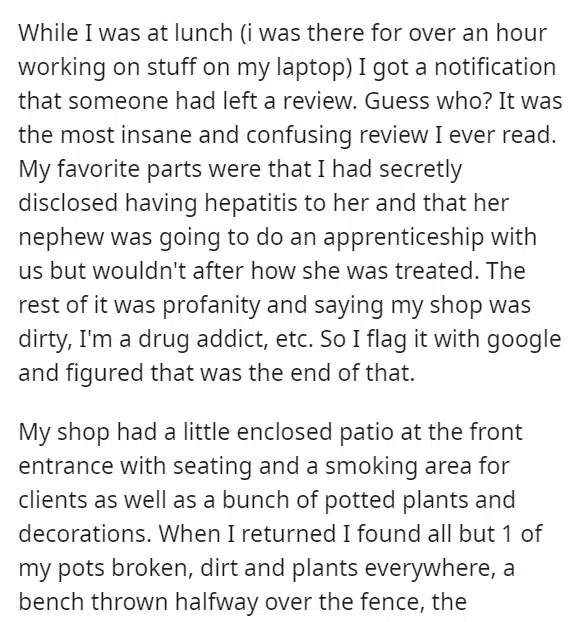 While I was at lunch (i was there for over an hour
working on stuff on my laptop) I got a notification
that someone had left a review. Guess who? It was
the most insane and confusing review I ever read.
My favorite parts were that I had secretly
disclosed having hepatitis to her and that her
nephew was going to do an apprenticeship with
us but wouldn't after how she was treated. The
rest of it was profanity and saying my shop was
dirty, I'm a drug addict, etc. So I flag it with google
and figured that was the end of that.
My shop had a little enclosed patio at the front
entrance with seating and a smoking area for
clients as well as a bunch of potted plants and
decorations. When I returned I found all but 1 of
my pots broken, dirt and plants everywhere, a
bench thrown halfway over the fence, the